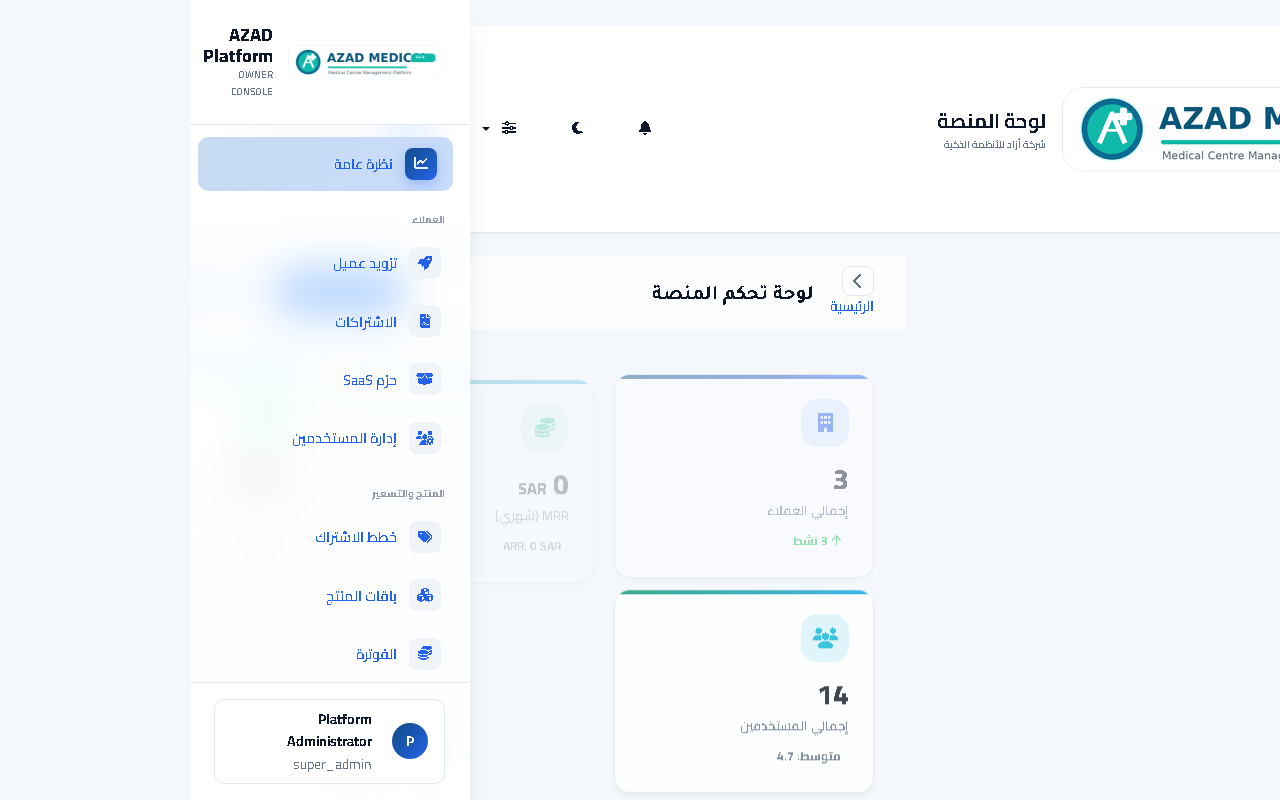 AZAD
Platform
OWNER
CONSOLE
AZAD MEDIC
Medical Centre Management Platform
نظرة عامة
العملاء
تزويد عميل
الاشتراكات
حزم SaaS
إدارة المستخدمين
المنتج والتسعير
خطط الاشتراك
باقات المنتج
الفوترة
P
Platform
Administrator
super_admin
AZAD M
Medical Centre Manag
لوحة المنصة
شركة أزاد للأنظمة الذكية
الرئيسية
لوحة تحكم المنصة
3
إجمالي العملاء
3 نشط
0 SAR
MRR (شهري)
ARR: 0 SAR
14
إجمالي المستخدمين
متوسط: 4.7